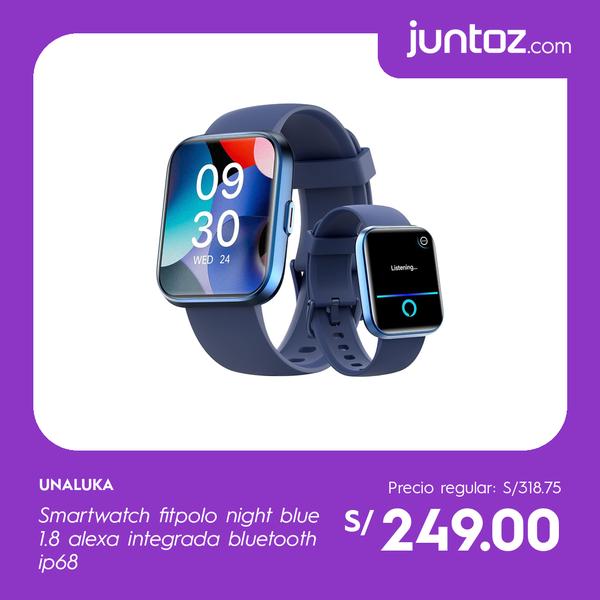 juntoz.com
09
30
WED 24
Listening...
UNALUKA
Smartwatch fitpolo night blue
1.8 alexa integrada bluetooth
ip68
Precio regular: S/318.75
S/ 249.00